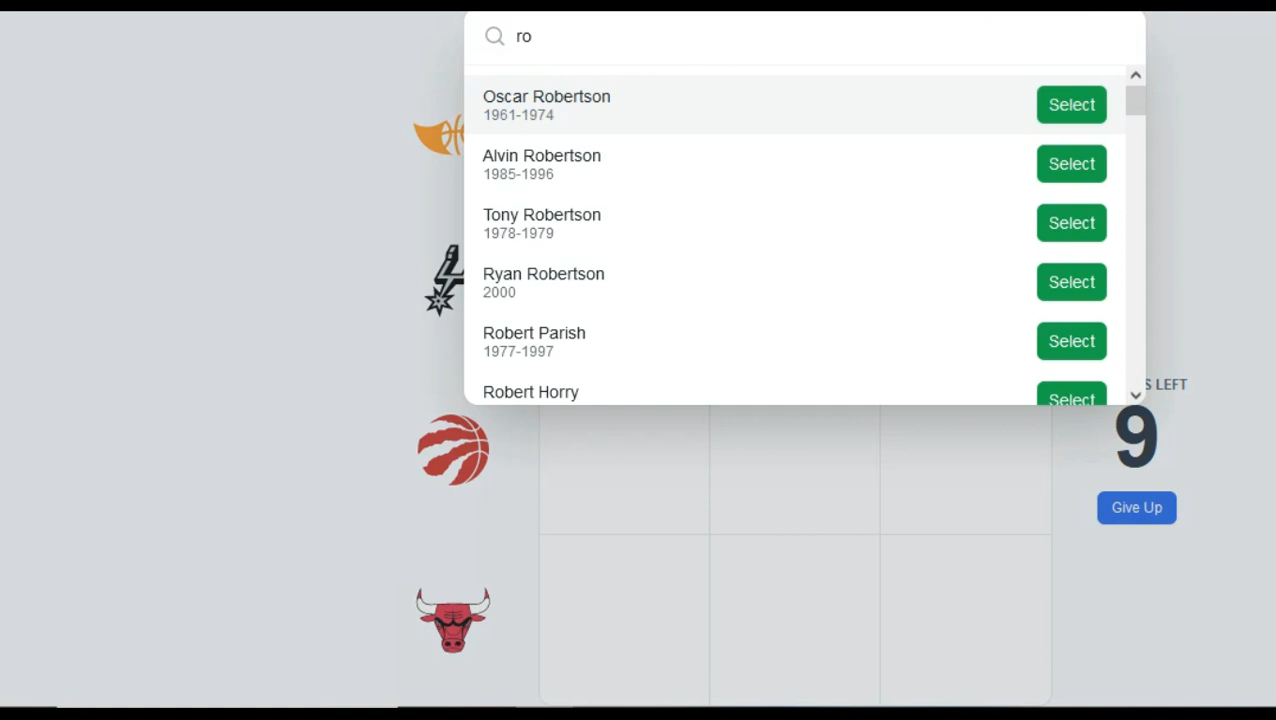 ro
Oscar Robertson
1961-1974
Select
Alvin Robertson
1985-1996
Select
Tony Robertson
1978-1979
Select
Ryan Robertson
2000
Select
Robert Parish
1977-1997
Select
Robert Horry
Select
S LEFT
9
Give Up